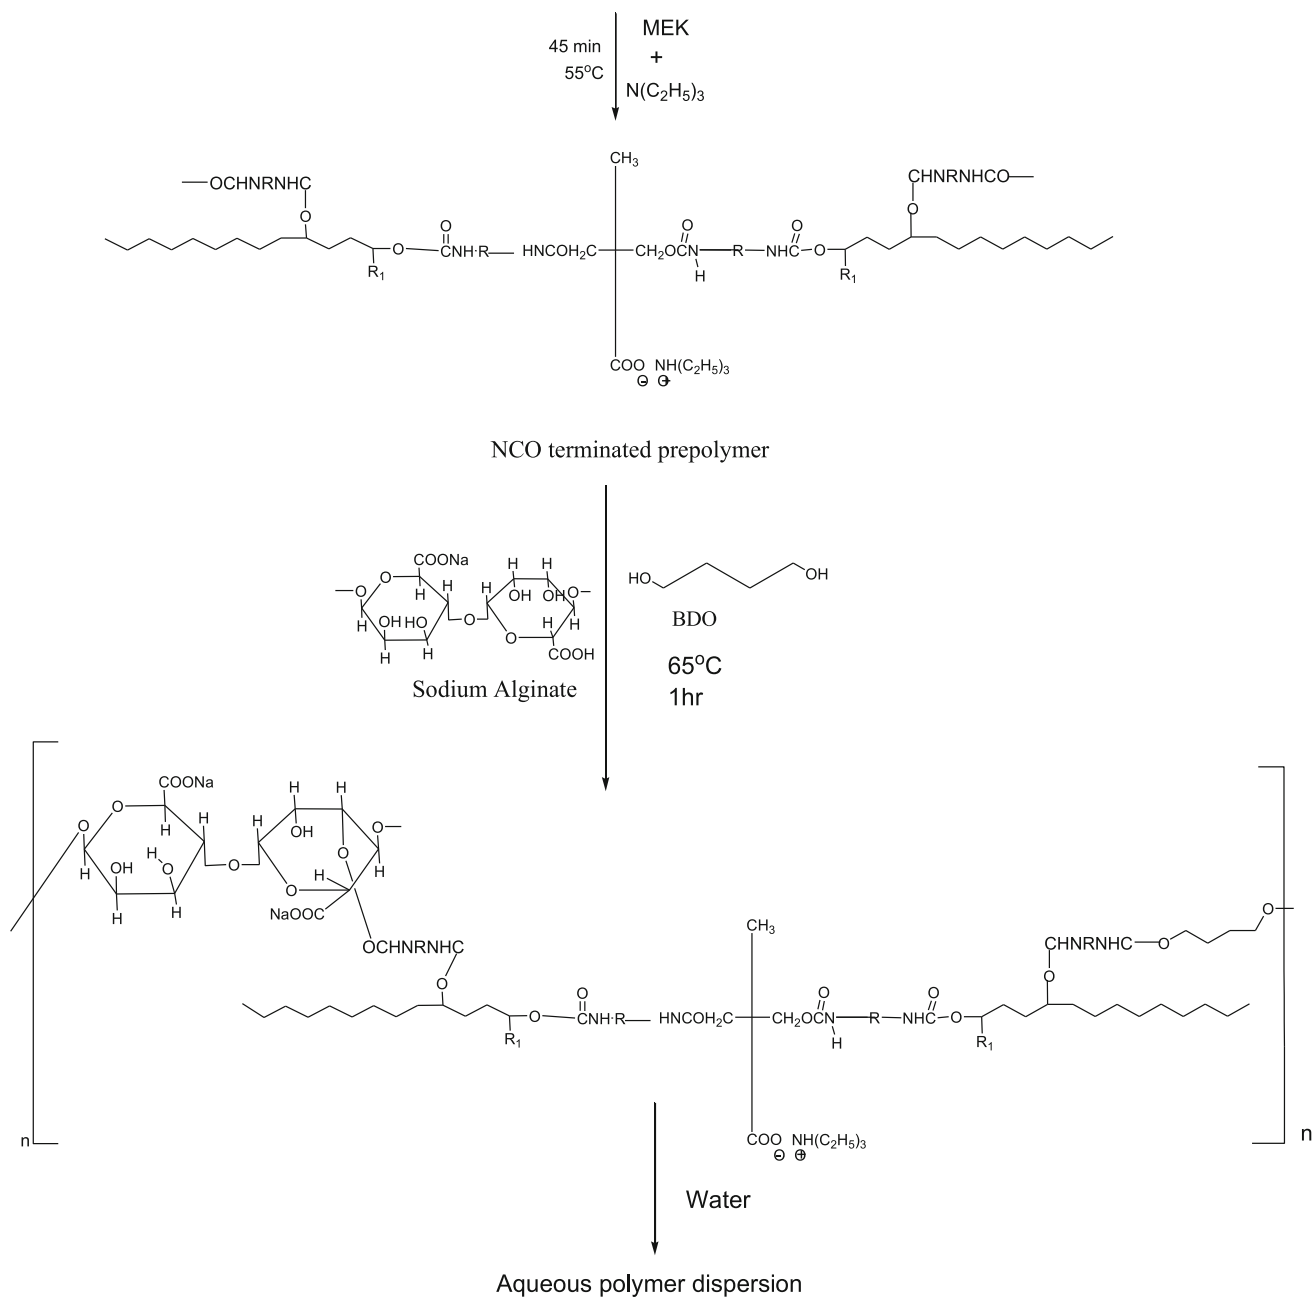 45 min
MEK
+
55°C
N(C₂H₅)₃
CH₃
OCHNRNHC
CHNRNHCO
O
O
O
O
O
O
CNH·R
HNCOH₂C
CH₂OCN
R
NHC
O
H
R₁
R₁
COO NH(C₂H₅)₃
⊖ ⊕
NCO terminated prepolymer
COONa
H
H
O
H
H
H
HO
OH
O
OH
OH
O
H
OH
HO
O
H
H
BDO
O
H
H
COOH
65°C
Sodium Alginate
1hr
COONa
H
H
O
H
H
H
O
OH
O
H
OH
H
O
O
O
H
H
O
H
H
NaOOC
O
CH₃
OCHNRNHC
CHNRNHC
O
O
O
O
O
O
O
CNH·R
HNCOH₂C
CH₂OCN
R
NHC
O
H
R₁
R₁
n
COO NH(C₂H₅)₃
n
⊖ ⊕
Water
Aqueous polymer dispersion